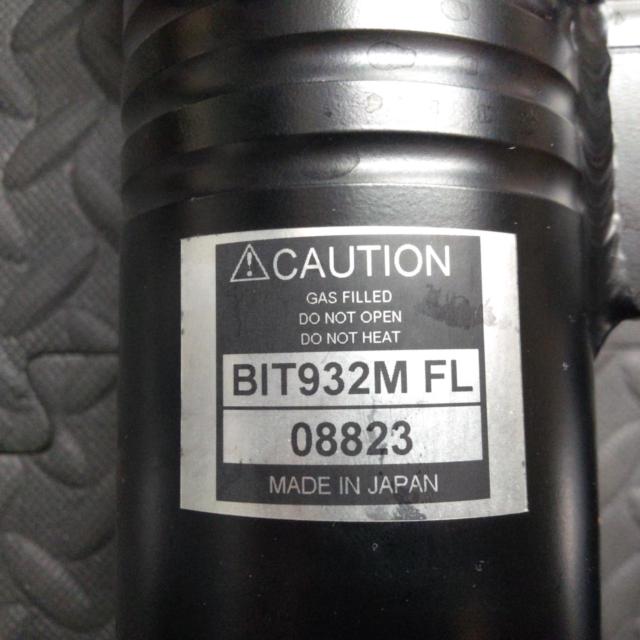 CAUTION
GAS FILLED
DO NOT OPEN
DO NOT HEAT
BIT932M FL
08823
MADE IN JAPAN